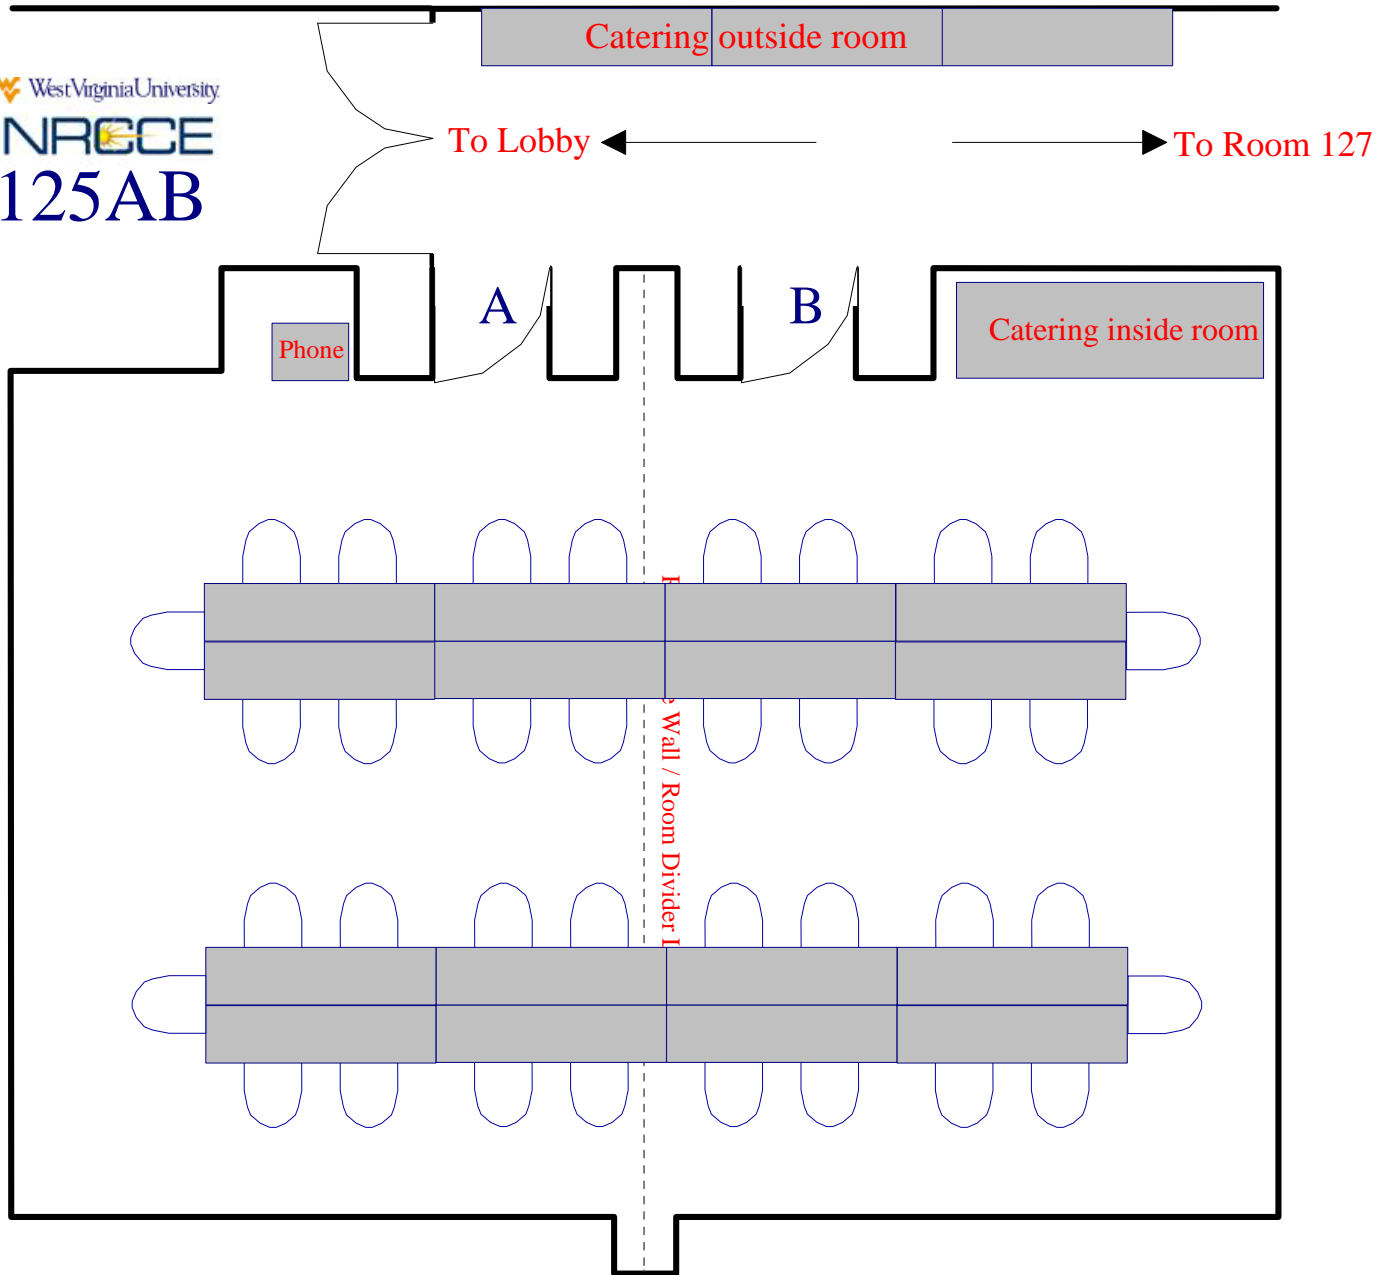 Catering outside room
West Virginia University.
NRCCE
To Lobby
To Room 127
125AB
A
B
Phone
Catering inside room
Wall / Room Divider